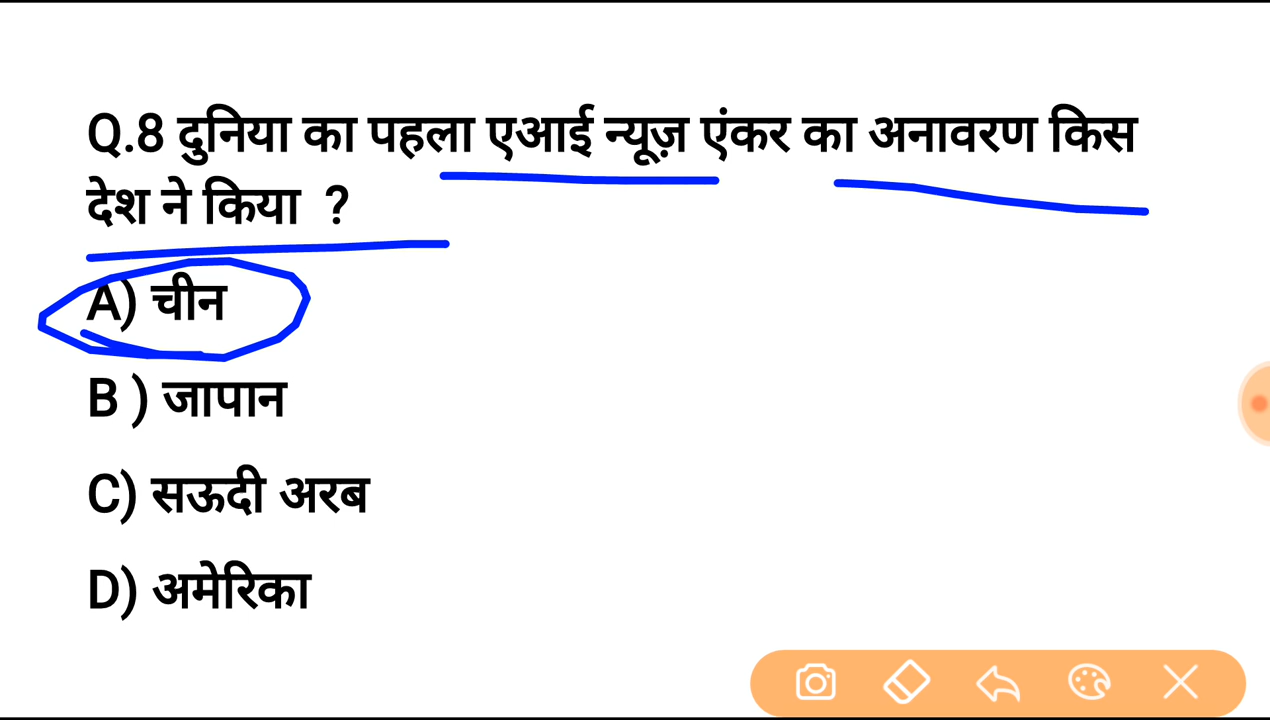 Q.8 दुनिया का पहला एआई न्यूज़ एंकर का अनावरण किस
देश ने किया ?
A) चीन
B ) जापान
C) सऊदी अरब
D) अमेरिका